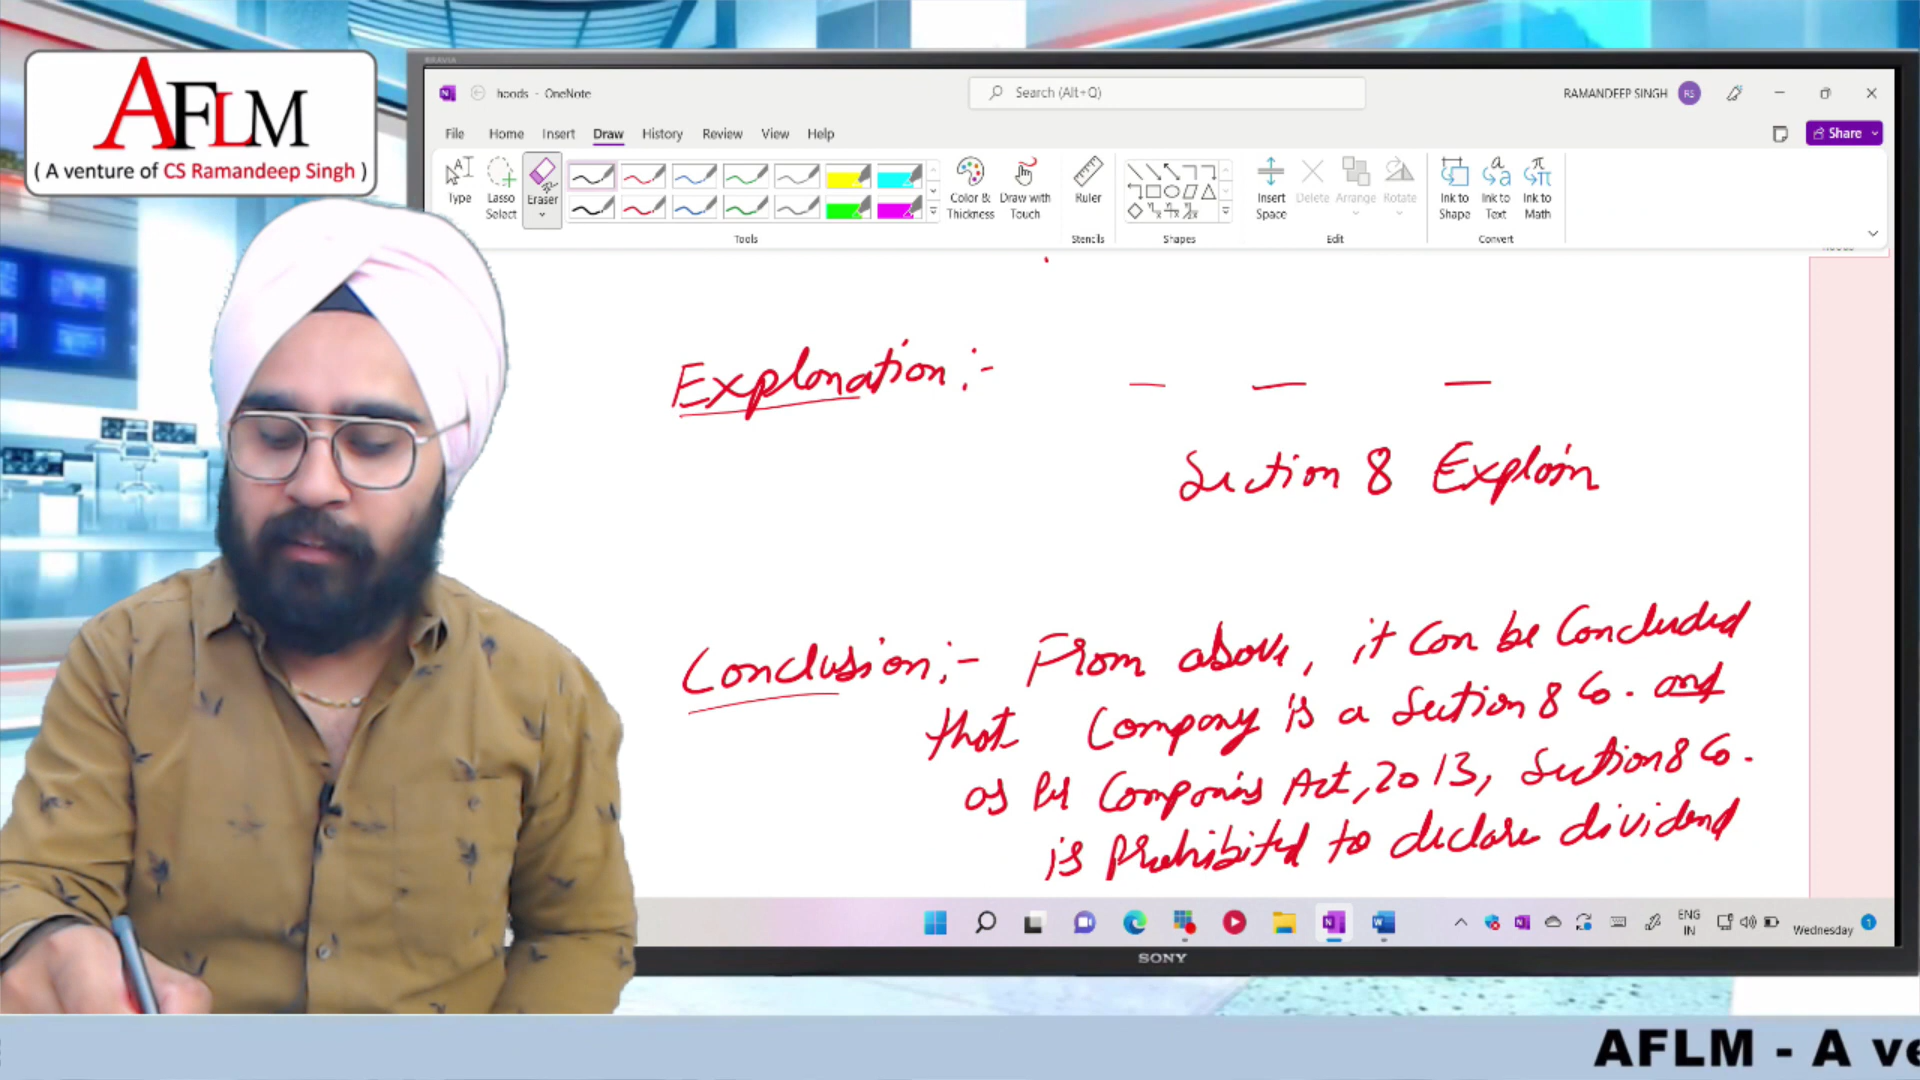 AFLM
( A venture of CS Ramandeep Singh )
BRAVIA
hoods - OneNote
Search (Alt+Q)
RAMANDEEP SINGH
RS
File Home Insert Draw History Review View Help
Share
Type
Lasso Select
Eraser
Color & Thickness
Draw with Touch
Ruler
Insert Space
Delete
Arrange
Rotate
Ink to Shape
Ink to Text
Ink to Math
Tools
Stencils
Shapes
Edit
Convert
Explanation :-
Section 8 Explain
Conclusion :- From above, it can be concluded
that Company is a Section 8 Co. and
as per Companies Act, 2013, Section 8 Co.
is prohibited to declare dividend
ENG
IN
Wednesday
1
SONY
AFLM - A ve